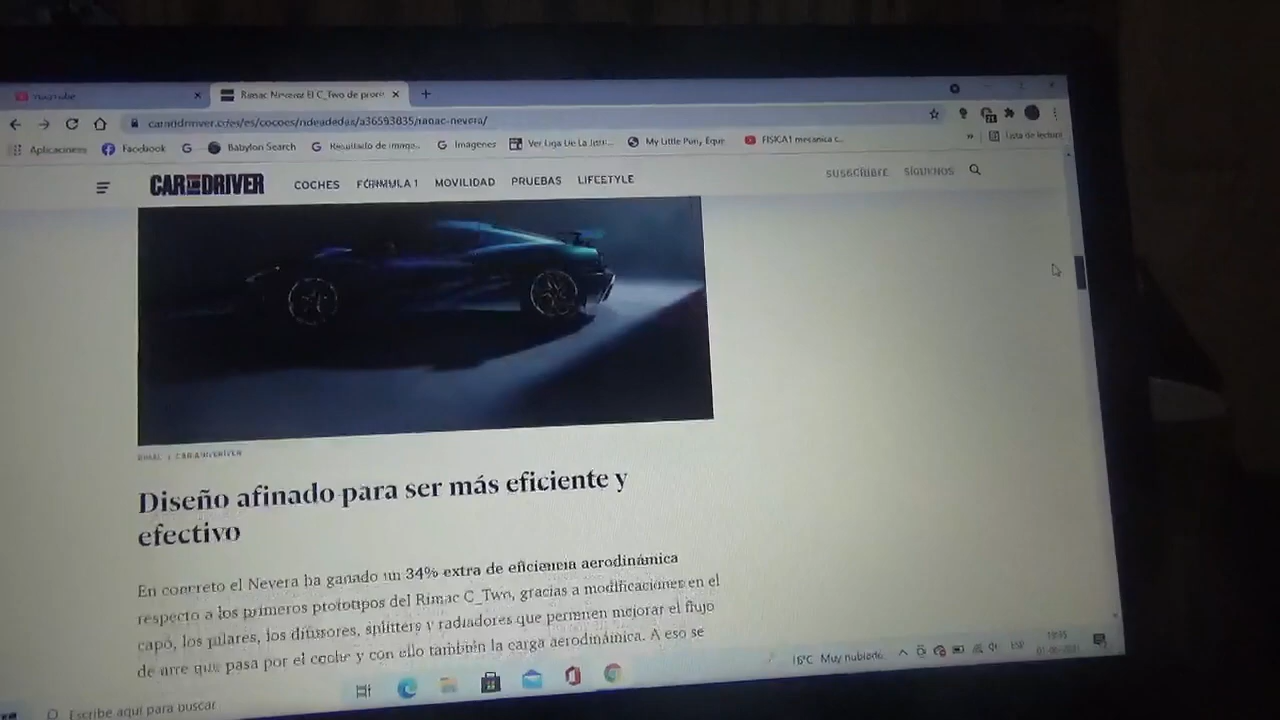 YouTube
Rimac Nevera: El C_Two de prod
caranddriver.com/es/coches/novedades/a36593035/rimac-nevera/
Aplicaciones Facebook G Babylon Search Resultado de imag... Imagenes Ver Liga De La Just... My Little Pony Eque FISICA1 mecanica c... » Lista de lectura
CAR AND DRIVER COCHES FÓRMULA 1 MOVILIDAD PRUEBAS LIFESTYLE SUSCRIBIRE SÍGUENOS
RIMAC CAR AND DRIVER
Diseño afinado para ser más eficiente y
efectivo
En concreto el Nevera ha ganado un 34% extra de eficiencia aerodinámica
respecto a los primeros prototipos del Rimac C_Two, gracias a modificaciones en el
capó, los pilares, los difusores, splitters y radiadores que permiten mejorar el flujo
de aire que pasa por el coche y con ello también la carga aerodinámica. A eso se
Escribe aquí para buscar
16°C Muy nublado ESP